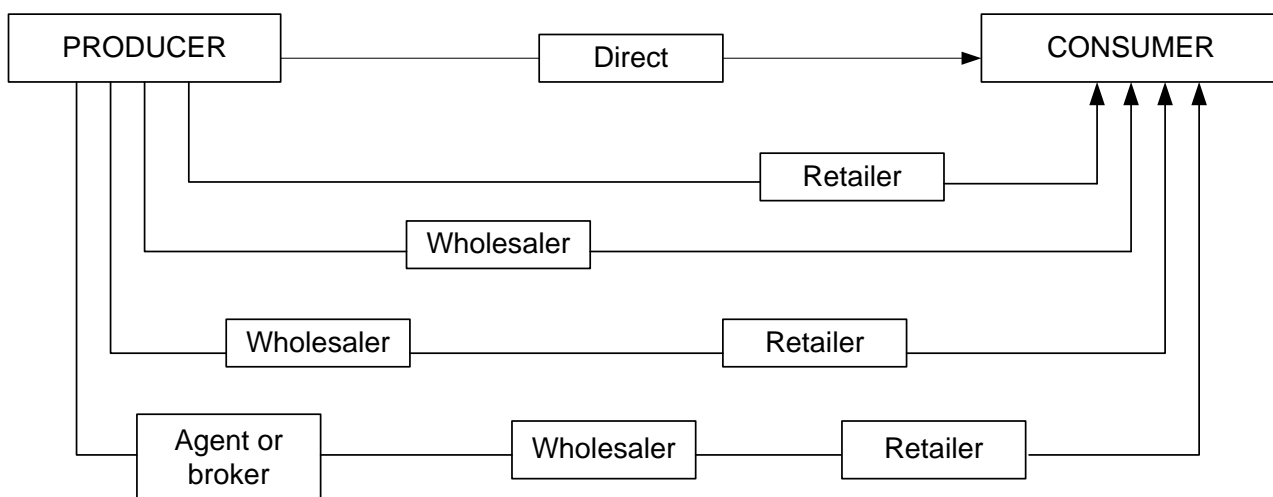 PRODUCER
Direct
CONSUMER
Retailer
Wholesaler
Wholesaler
Retailer
Agent or
broker
Wholesaler
Retailer